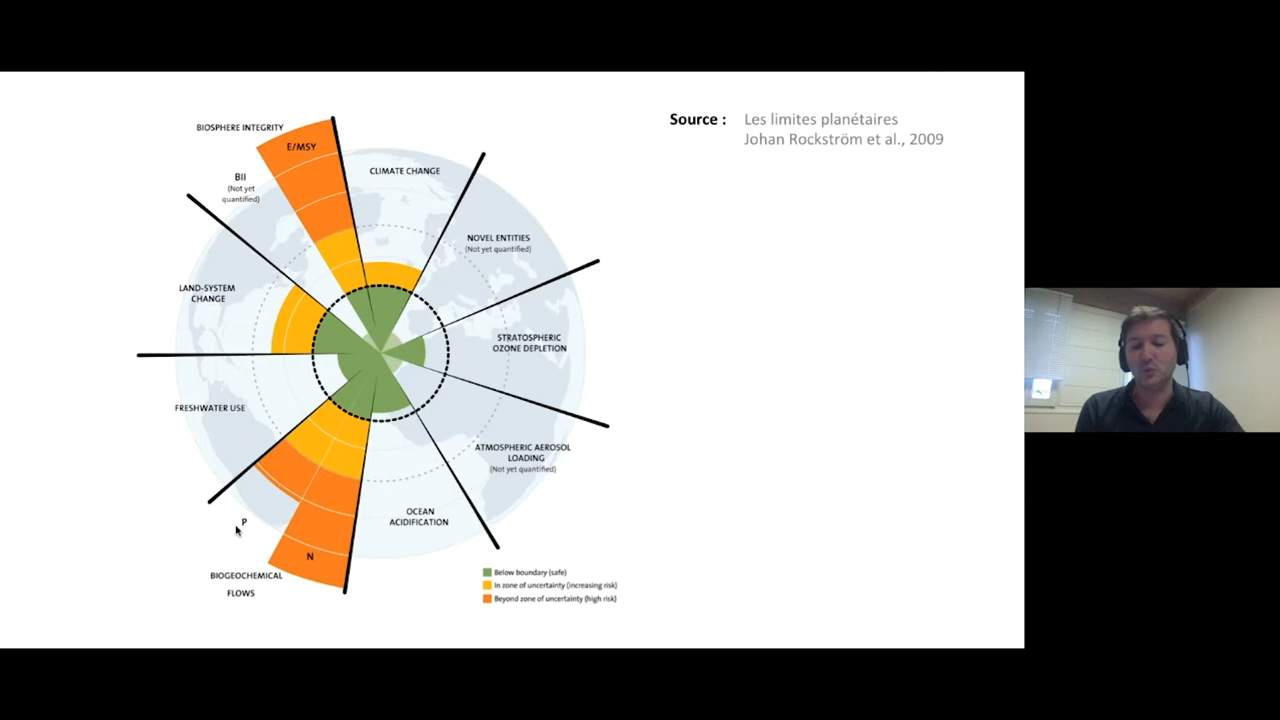 Source : Les limites planétaires
Johan Rockström et al., 2009
BIOSPHERE INTEGRITY
E/MSY
BII
(Not yet
quantified)
CLIMATE CHANGE
NOVEL ENTITIES
(Not yet quantified)
LAND-SYSTEM
CHANGE
STRATOSPHERIC
OZONE DEPLETION
FRESHWATER USE
ATMOSPHERIC AEROSOL
LOADING
(Not yet quantified)
OCEAN
ACIDIFICATION
P
N
BIOGEOCHEMICAL
FLOWS
Below boundary (safe)
In zone of uncertainty (increasing risk)
Beyond zone of uncertainty (high risk)